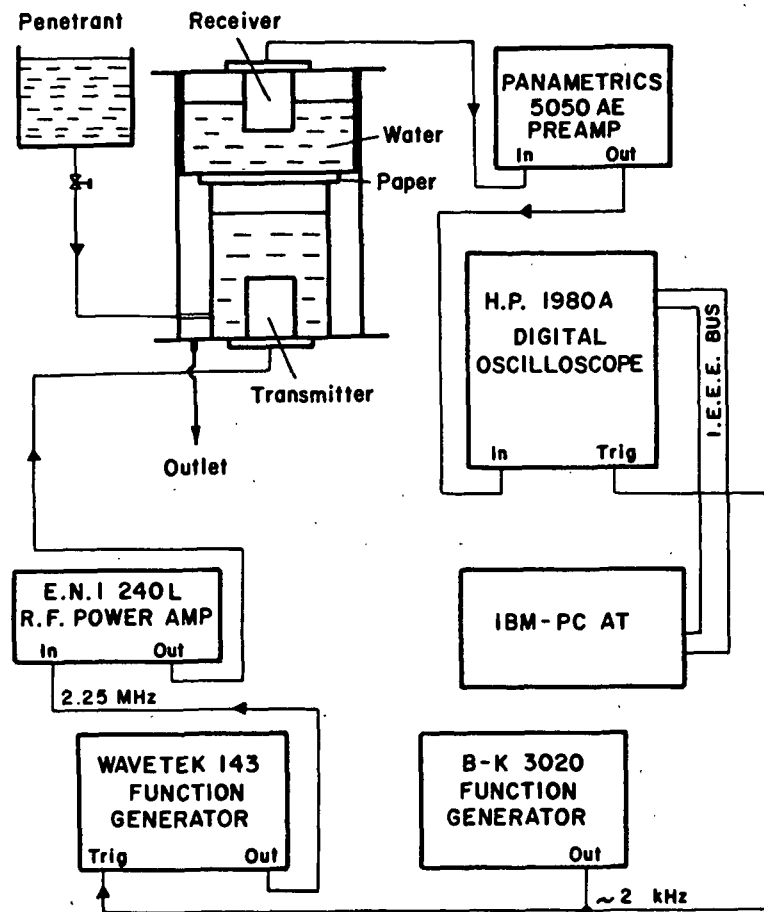 Penetrant
Receiver
PANAMETRICS
5050 AE
PREAMP
In Out
Water
Paper
H.P. 1980A
DIGITAL
OSCILLOSCOPE
In Trig
I.E.E.E. BUS
Transmitter
Outlet
E.N.I 240L
R.F. POWER AMP
In Out
2.25 MHz
IBM-PC AT
WAVETEK 143
FUNCTION
GENERATOR
Trig Out
B-K 3020
FUNCTION
GENERATOR
Out
~2 kHz